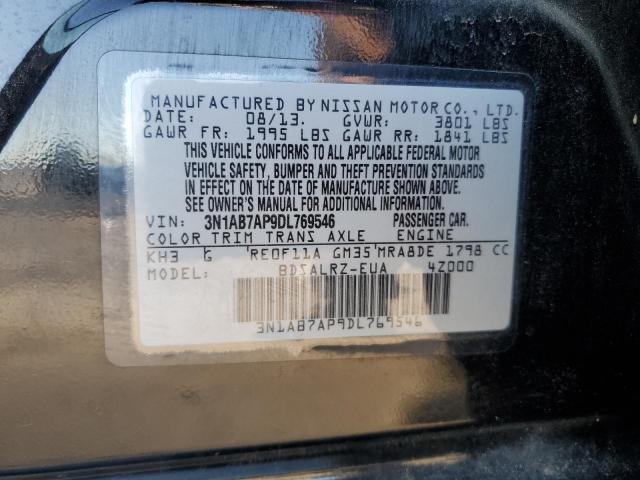 MANUFACTURED BY NISSAN MOTOR CO., LTD.
DATE: 08/13. GVWR: 3801 LBS
GAWR FR: 1995 LBS GAWR RR: 1841 LBS
THIS VEHICLE CONFORMS TO ALL APPLICABLE FEDERAL MOTOR
VEHICLE SAFETY, BUMPER AND THEFT PREVENTION STANDARDS
IN EFFECT ON THE DATE OF MANUFACTURE SHOWN ABOVE.
SEE OWNER'S MANUAL FOR ADDITIONAL INFORMATION.
VIN: 3N1AB7AP9DL769546 PASSENGER CAR.
COLOR TRIM TRANS AXLE ENGINE
KH3 G RE0F11A GM35 MRA8DE 1798 CC
MODEL: BDSALRZ-EUA 4Z000
3N1AB7AP9DL769546